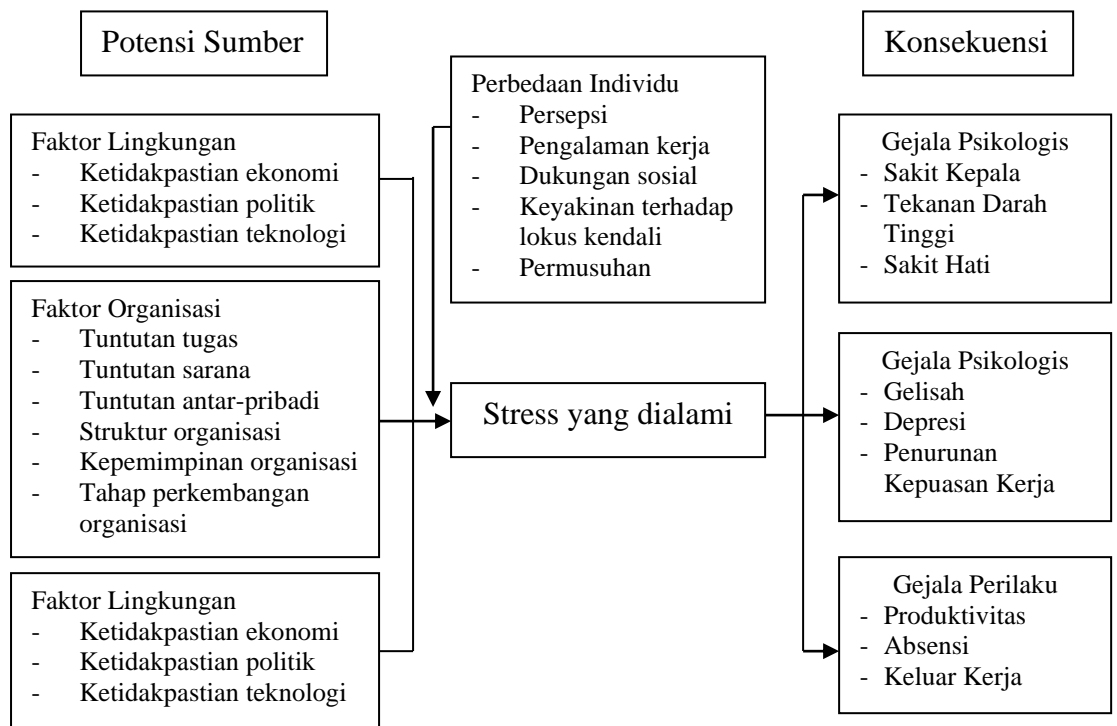 Potensi Sumber
Faktor Lingkungan
- Ketidakpastian ekonomi
- Ketidakpastian politik
- Ketidakpastian teknologi
Faktor Organisasi
- Tuntutan tugas
- Tuntutan sarana
- Tuntutan antar-pribadi
- Struktur organisasi
- Kepemimpinan organisasi
- Tahap perkembangan
organisasi
Faktor Lingkungan
- Ketidakpastian ekonomi
- Ketidakpastian politik
- Ketidakpastian teknologi
Perbedaan Individu
- Persepsi
- Pengalaman kerja
- Dukungan sosial
- Keyakinan terhadap
lokus kendali
- Permusuhan
Stress yang dialami
Konsekuensi
Gejala Psikologis
- Sakit Kepala
- Tekanan Darah
Tinggi
- Sakit Hati
Gejala Psikologis
- Gelisah
- Depresi
- Penurunan
Kepuasan Kerja
Gejala Perilaku
- Produktivitas
- Absensi
- Keluar Kerja